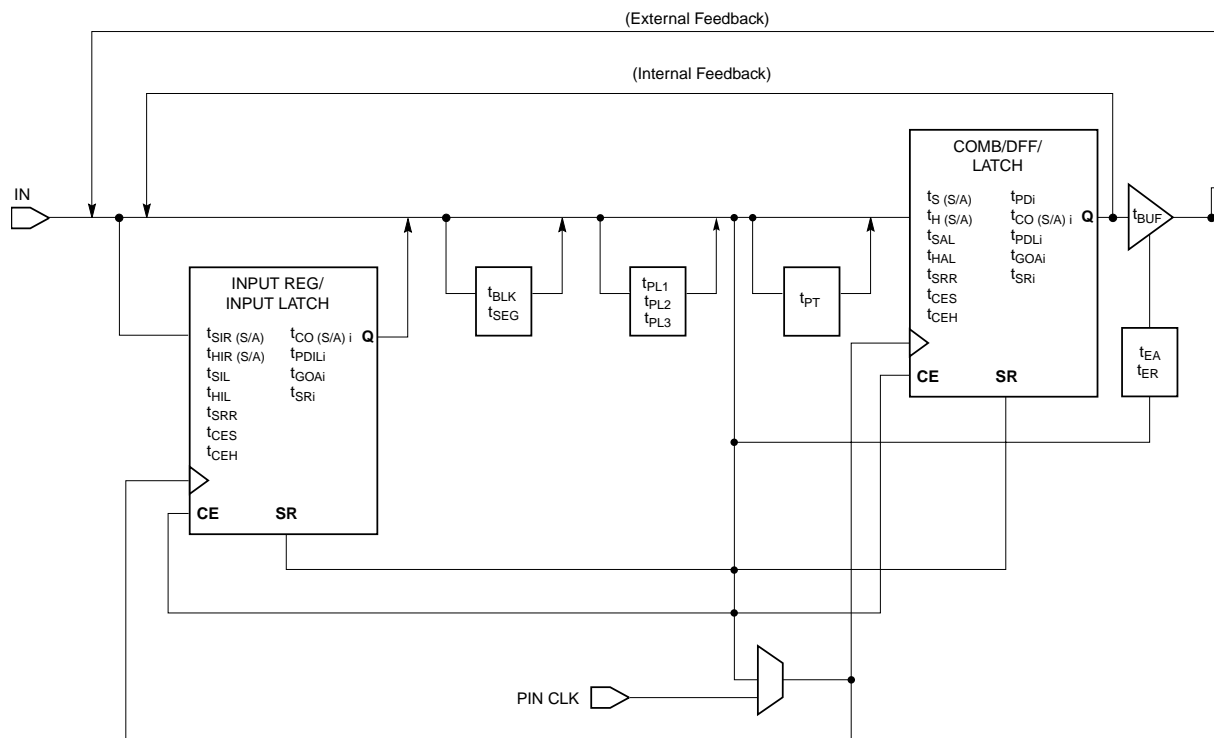 (External Feedback)
(Internal Feedback)
IN
INPUT REG/
INPUT LATCH
tSIR (S/A)
tHIR (S/A)
tSIL
tHIL
tSRR
tCES
tCEH
tCO (S/A) i
tPDILi
tGOAi
tSRi
Q
CE
SR
tBLK
tSEG
tPL1
tPL2
tPL3
tPT
COMB/DFF/
LATCH
tS (S/A)
tH (S/A)
tSAL
tHAL
tSRR
tCES
tCEH
tPDi
tCO (S/A) i
tPDLi
tGOAi
tSRi
Q
CE
SR
tBUF
tEA
tER
PIN CLK